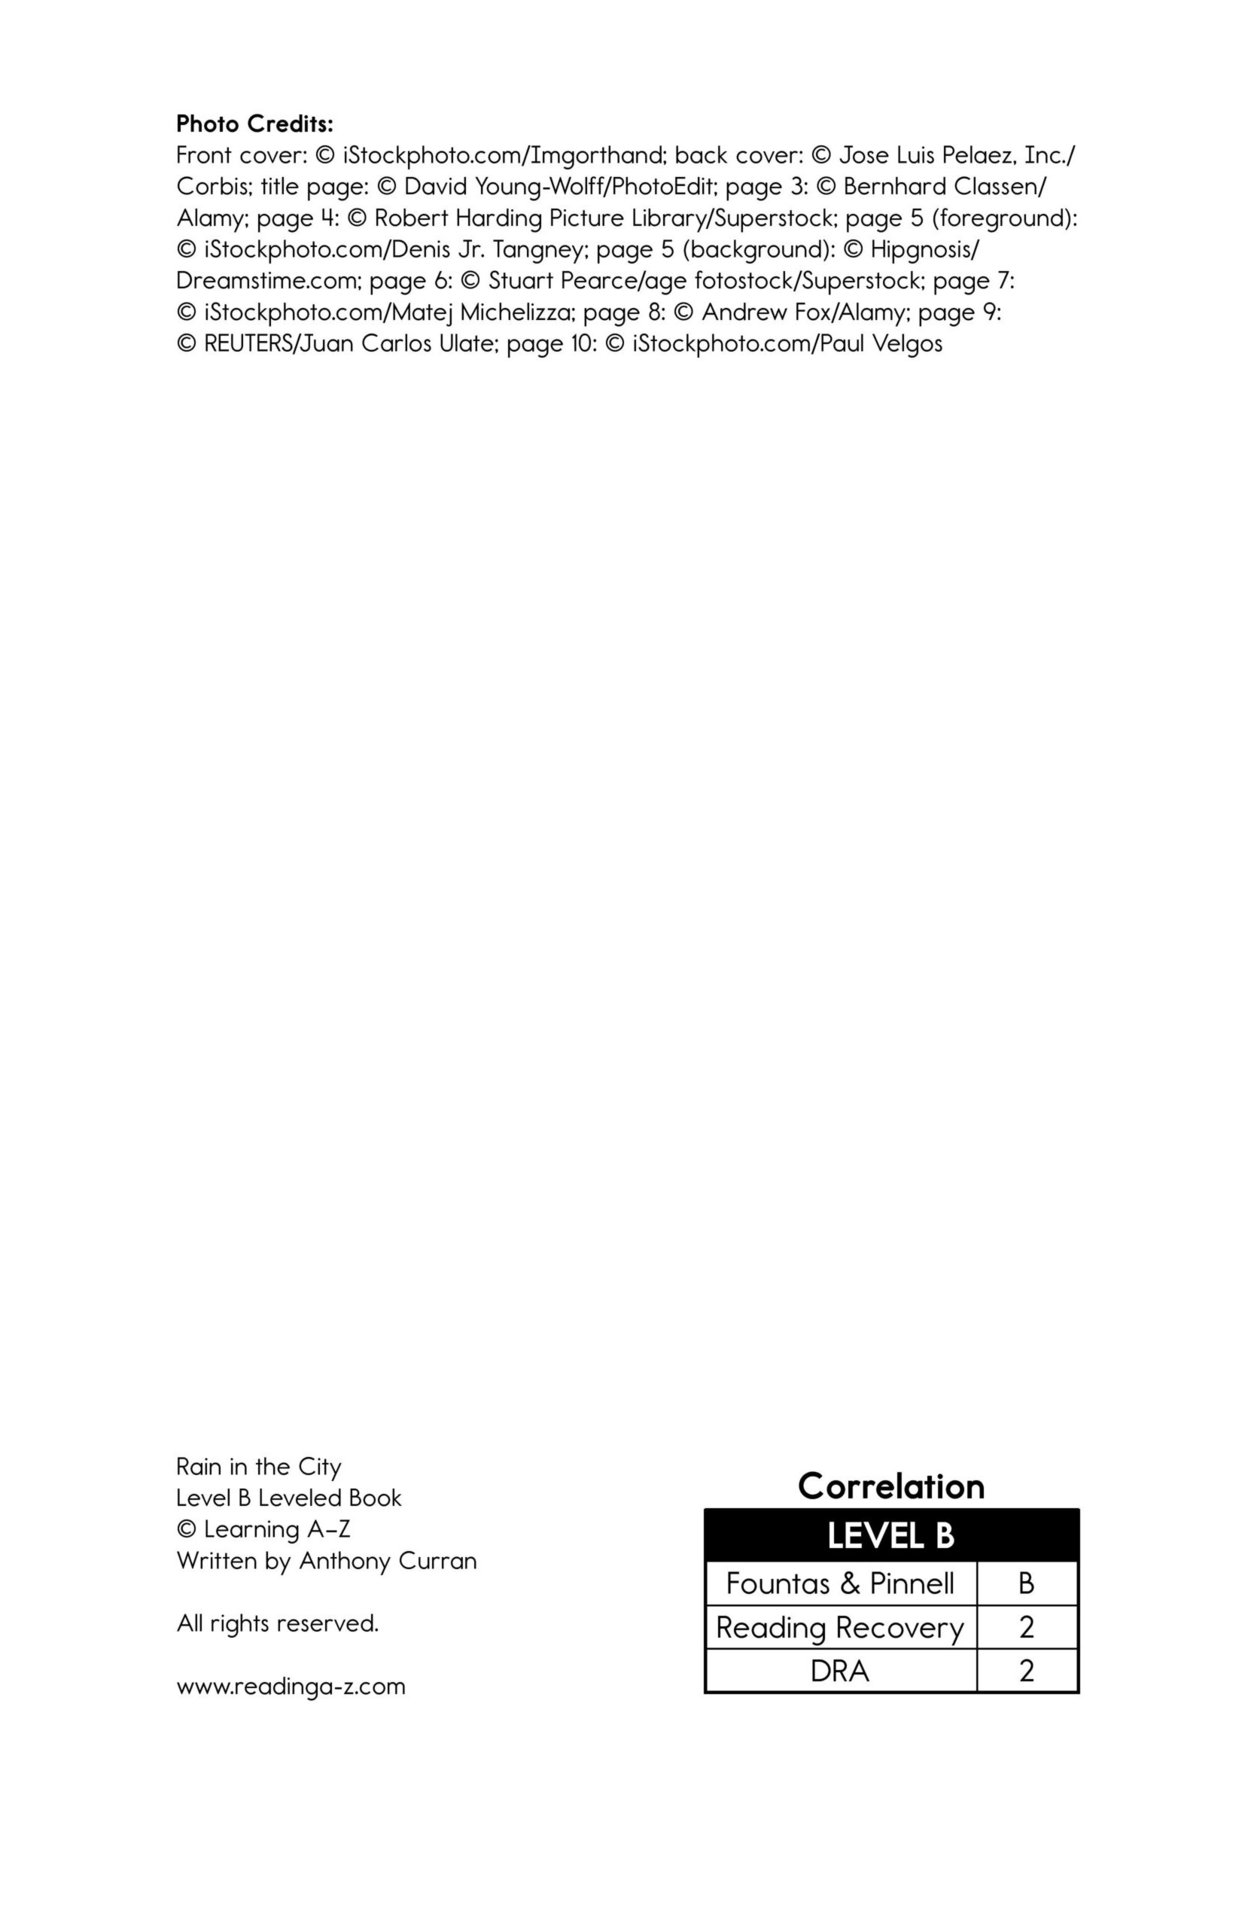 Photo Credits:
Front cover: © iStockphoto.com/Imgorthand; back cover: © Jose Luis Pelaez, Inc./
Corbis; title page: © David Young-Wolff/PhotoEdit; page 3: © Bernhard Classen/
Alamy; page 4: © Robert Harding Picture Library/Superstock; page 5 (foreground):
© iStockphoto.com/Denis Jr. Tangney; page 5 (background): © Hipgnosis/
Dreamstime.com; page 6: © Stuart Pearce/age fotostock/Superstock; page 7:
© iStockphoto.com/Matej Michelizza; page 8: © Andrew Fox/Alamy; page 9:
© REUTERS/Juan Carlos Ulate; page 10: © iStockphoto.com/Paul Velgos
Rain in the City
Level B Leveled Book
© Learning A–Z
Written by Anthony Curran
All rights reserved.
www.readinga-z.com
Correlation
LEVEL B
Fountas & Pinnell B
Reading Recovery 2
DRA 2